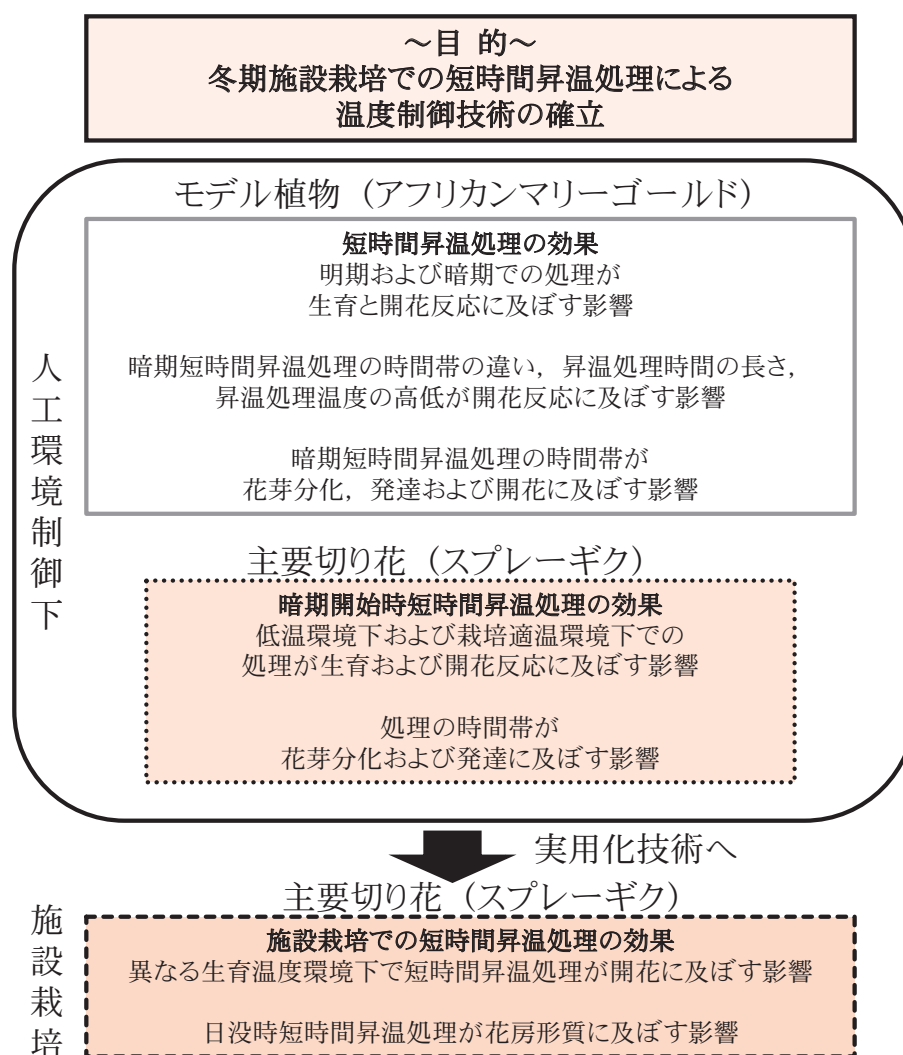 ～目 的～
冬期施設栽培での短時間昇温処理による
温度制御技術の確立
モデル植物（アフリカンマリーゴールド）
人工環境制御下
短時間昇温処理の効果
明期および暗期での処理が
生育と開花反応に及ぼす影響
暗期短時間昇温処理の時間帯の違い，昇温処理時間の長さ，
昇温処理温度の高低が開花反応に及ぼす影響
暗期短時間昇温処理の時間帯が
花芽分化，発達および開花に及ぼす影響
主要切り花（スプレーギク）
暗期開始時短時間昇温処理の効果
低温環境下および栽培適温環境下での
処理が生育および開花反応に及ぼす影響
処理の時間帯が
花芽分化および発達に及ぼす影響
実用化技術へ
主要切り花（スプレーギク）
施設栽培
施設栽培での短時間昇温処理の効果
異なる生育温度環境下で短時間昇温処理が開花に及ぼす影響
日没時短時間昇温処理が花房形質に及ぼす影響